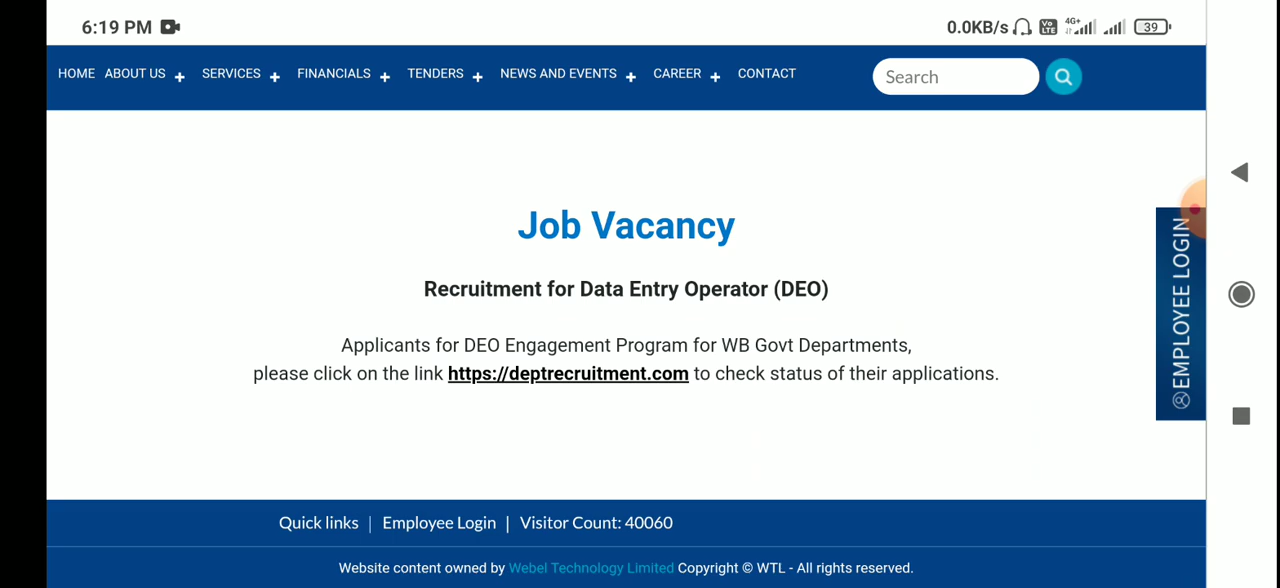 6:19 PM 0.0KB/s Vo LTE 4G+ 39
HOME ABOUT US + SERVICES + FINANCIALS + TENDERS + NEWS AND EVENTS + CAREER + CONTACT Search
Job Vacancy
Recruitment for Data Entry Operator (DEO)
Applicants for DEO Engagement Program for WB Govt Departments,
please click on the link https://deptrecruitment.com to check status of their applications.
EMPLOYEE LOGIN
Quick links | Employee Login | Visitor Count: 40060
Website content owned by Webel Technology Limited Copyright © WTL - All rights reserved.